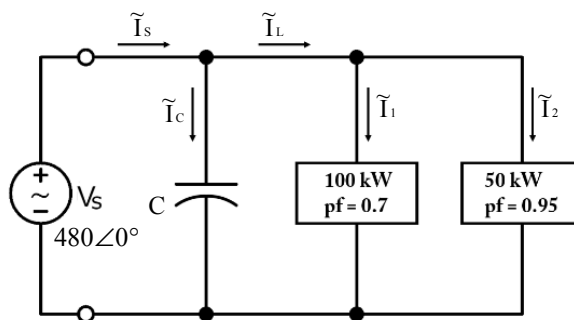 Ĩs
ĨL
Ĩc
Ĩ1
Ĩ2
+
~
−
Vs
480∠0°
C
100 kW
pf = 0.7
50 kW
pf = 0.95